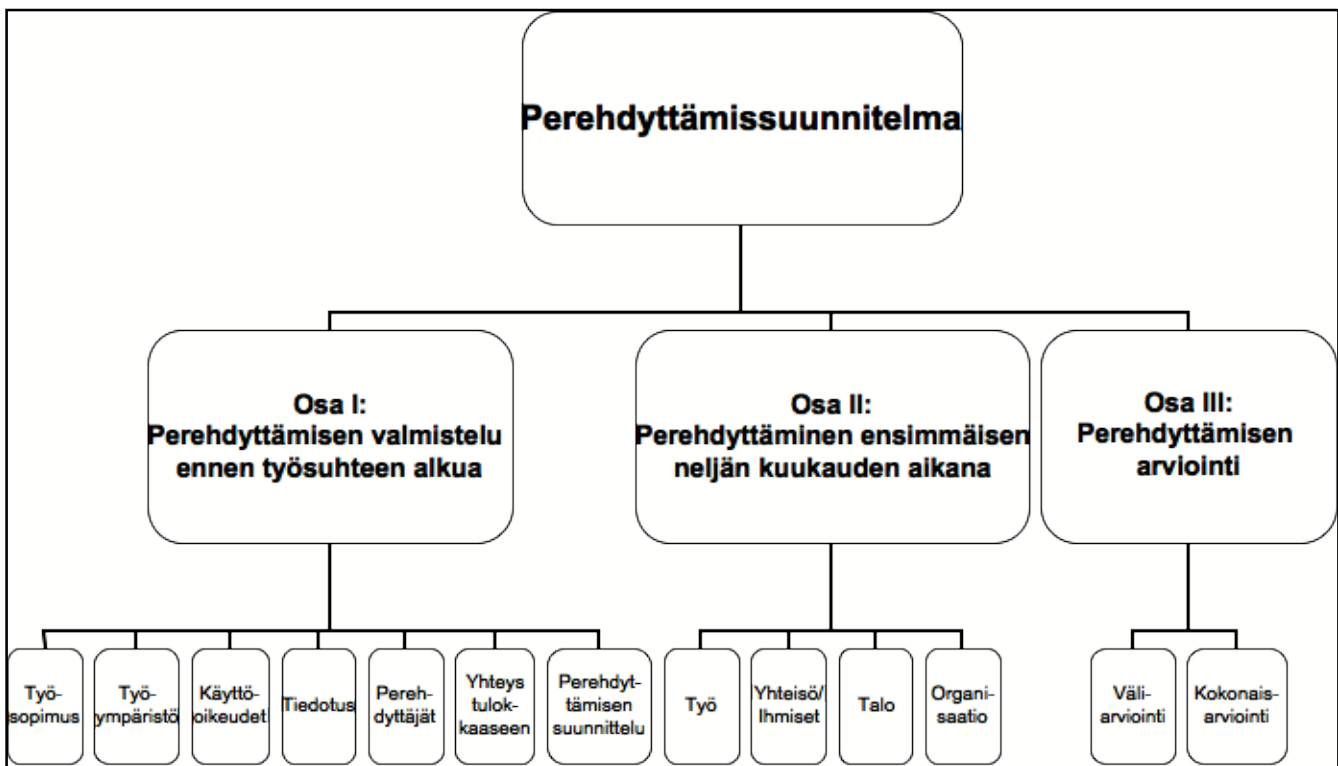 Perehdyttämissuunnitelma
Osa I:
Perehdyttämisen valmistelu
ennen työsuhteen alkua
Osa II:
Perehdyttäminen ensimmäisen
neljän kuukauden aikana
Osa III:
Perehdyttämisen
arviointi
Työ-
sopimus
Työ-
ympäristö
Käyttö-
oikeudet
Tiedotus
Pereh-
dyttäjät
Yhteys
tulok-
kaaseen
Perehdyt-
tämisen
suunnittelu
Työ
Yhteisö/
Ihmiset
Talo
Organi-
saatio
Väli-
arviointi
Kokonais-
arviointi